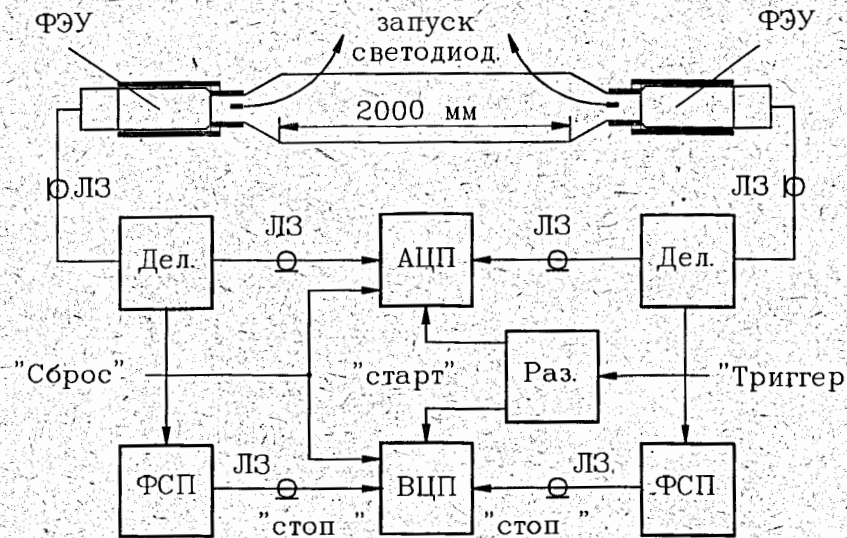 ФЭУ
запуск
светодиод.
ФЭУ
2000 мм
ЛЗ
ЛЗ
Дел.
ЛЗ
АЦП
ЛЗ
Дел.
"Сброс"
"старт"
Раз.
"Триггер
ФСП
ЛЗ
ВЦП
ЛЗ
ФСП
"стоп "
"стоп "